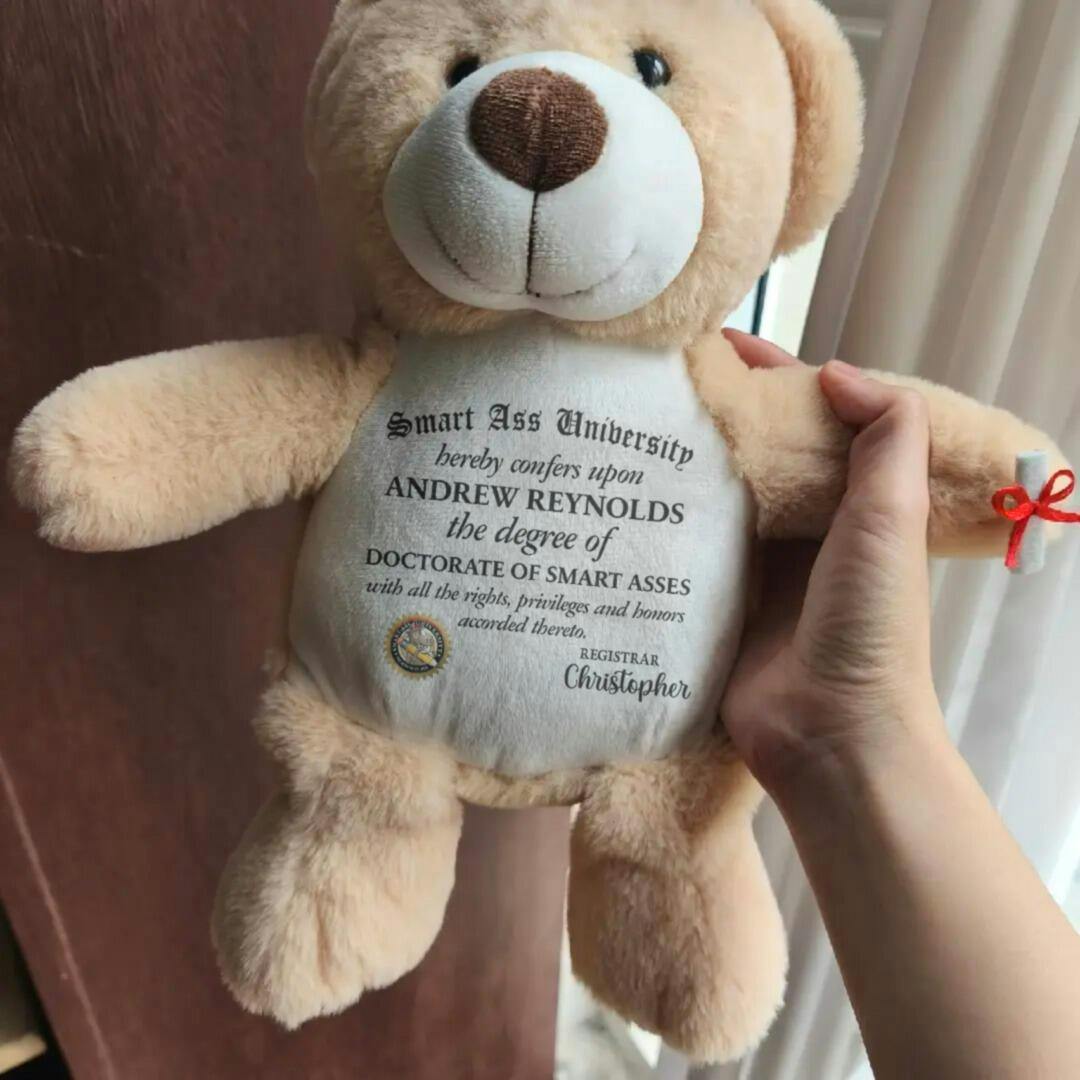 Smart Ass University
hereby confers upon
ANDREW REYNOLDS
the degree of
DOCTORATE OF SMART ASSES
with all the rights, privileges and honors
accorded thereto.
REGISTRAR
Christopher